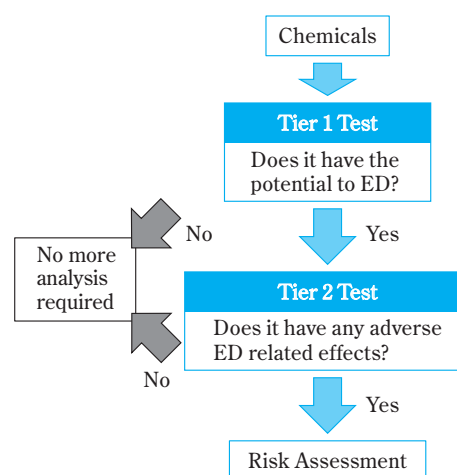 Chemicals
Tier 1 Test
Does it have the
potential to ED?
No
Yes
No more
analysis
required
Tier 2 Test
Does it have any adverse
ED related effects?
No
Yes
Risk Assessment